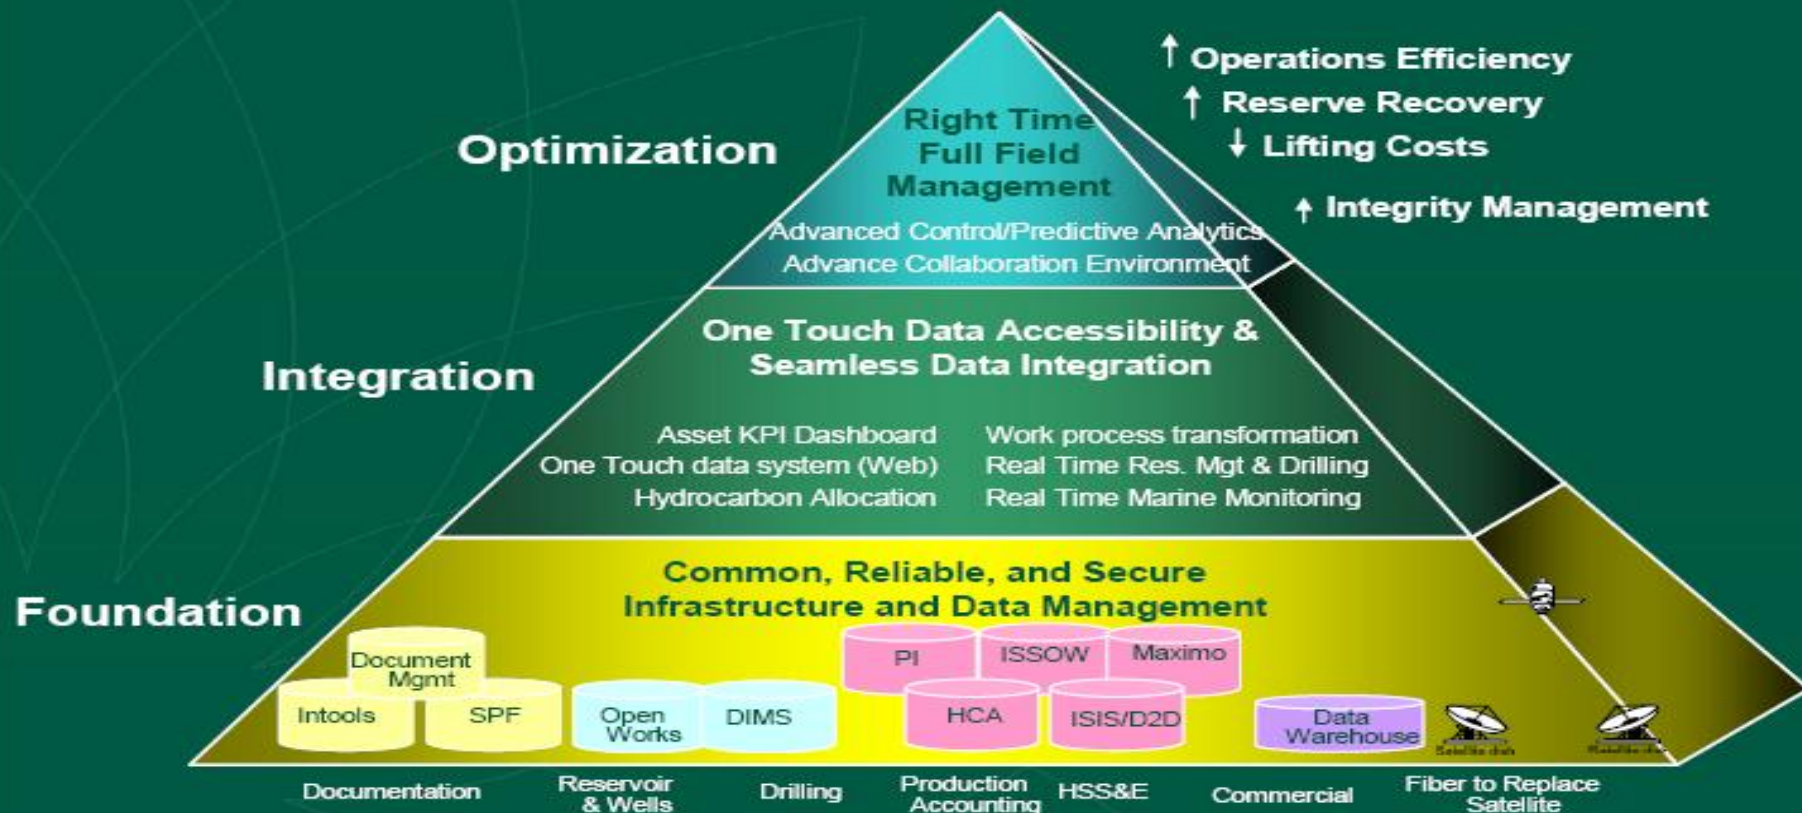 Optimization
Right Time
Full Field
Management
Advanced Control/Predictive Analytics
Advance Collaboration Environment
Operations Efficiency
Reserve Recovery
Lifting Costs
Integrity Management
Integration
One Touch Data Accessibility &
Seamless Data Integration
Asset KPI Dashboard
One Touch data system (Web)
Hydrocarbon Allocation
Work process transformation
Real Time Res. Mgt & Drilling
Real Time Marine Monitoring
Foundation
Common, Reliable, and Secure
Infrastructure and Data Management
Document
Mgmt
Intools
SPF
Open
Works
DIMS
PI
ISSOW
Maximo
HCA
ISIS/D2D
Data
Warehouse
Satellite dish
Satellite dish
Documentation
Reservoir
& Wells
Drilling
Production
Accounting
HSS&E
Commercial
Fiber to Replace
Satellite